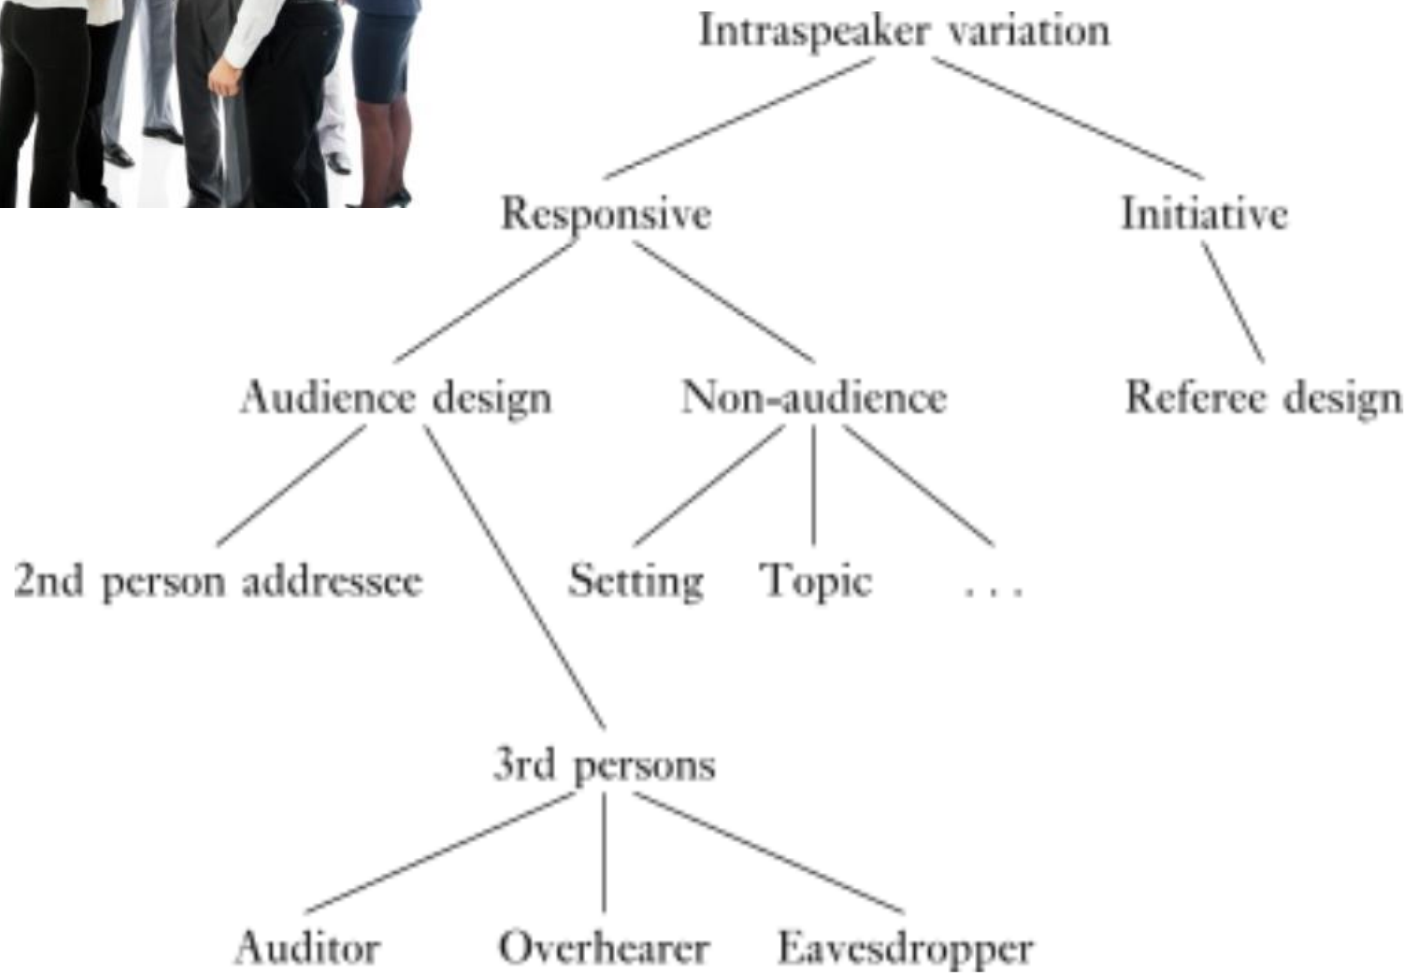 Intraspeaker variation
Responsive Initiative
Audience design Non-audience Referee design
2nd person addressee Setting Topic ...
3rd persons
Auditor Overhearer Eavesdropper